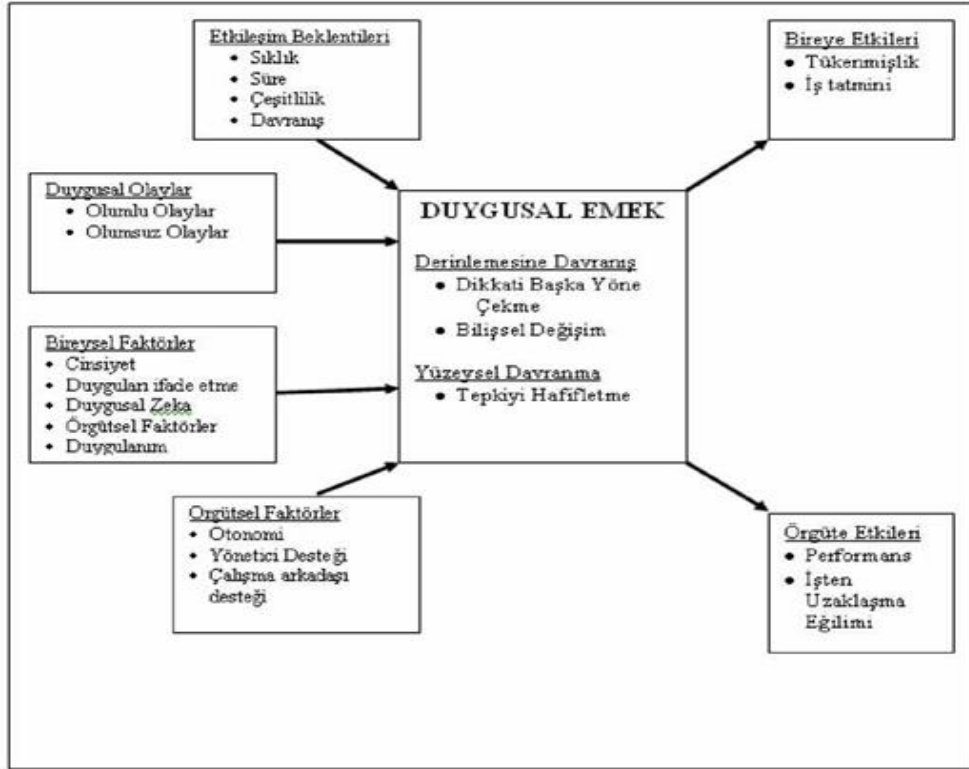 Etkileşim Beklentileri
• Sıklık
• Süre
• Çeşitlilik
• Davranış
Bireye Etkileri
• Tükenmişlik
• İş tatmini
Duygusal Olaylar
• Olumlu Olaylar
• Olumsuz Olaylar
DUYGUSAL EMEK
Derinlemesine Davranış
• Dikkati Başka Yöne
Çekme
• Bilişsel Değişim
Yüzeysel Davranma
• Tepkiyi Hafifletme
Bireysel Faktörler
• Cinsiyet
• Duyguları ifade etme
• Duygusal Zeka
• Örgütsel Faktörler
• Duygulanım
Orgütsel Faktörler
• Otonomi
• Yönetici Desteği
• Çalışma arkadaşı
desteği
Örgüte Etkileri
• Performans
• İşten
Uzaklaşma
Eğilimi